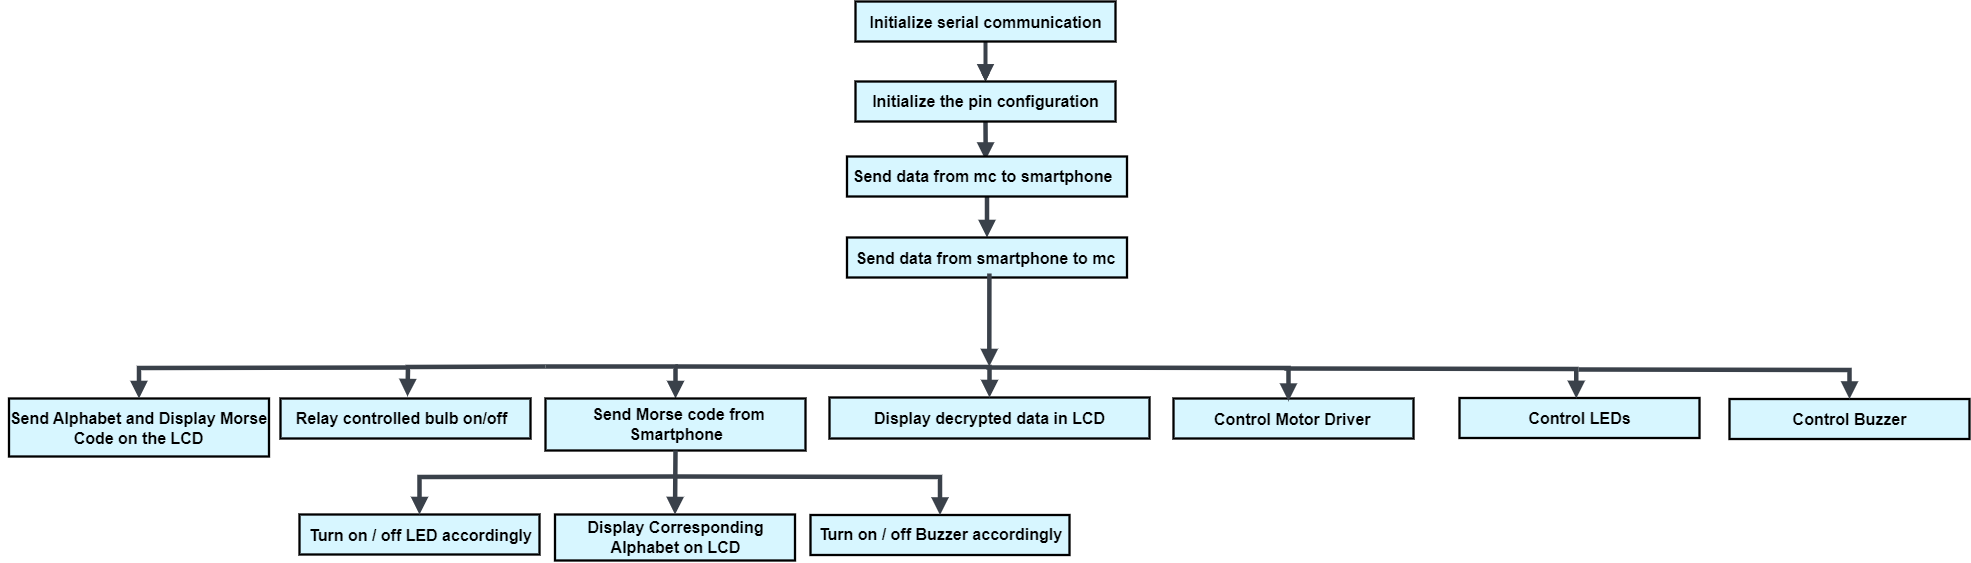 Initialize serial communication
Initialize the pin configuration
Send data from mc to smartphone
Send data from smartphone to mc
Send Alphabet and Display Morse
Code on the LCD
Relay controlled bulb on/off
Send Morse code from
Smartphone
Display decrypted data in LCD
Control Motor Driver
Control LEDs
Control Buzzer
Turn on / off LED accordingly
Display Corresponding
Alphabet on LCD
Turn on / off Buzzer accordingly